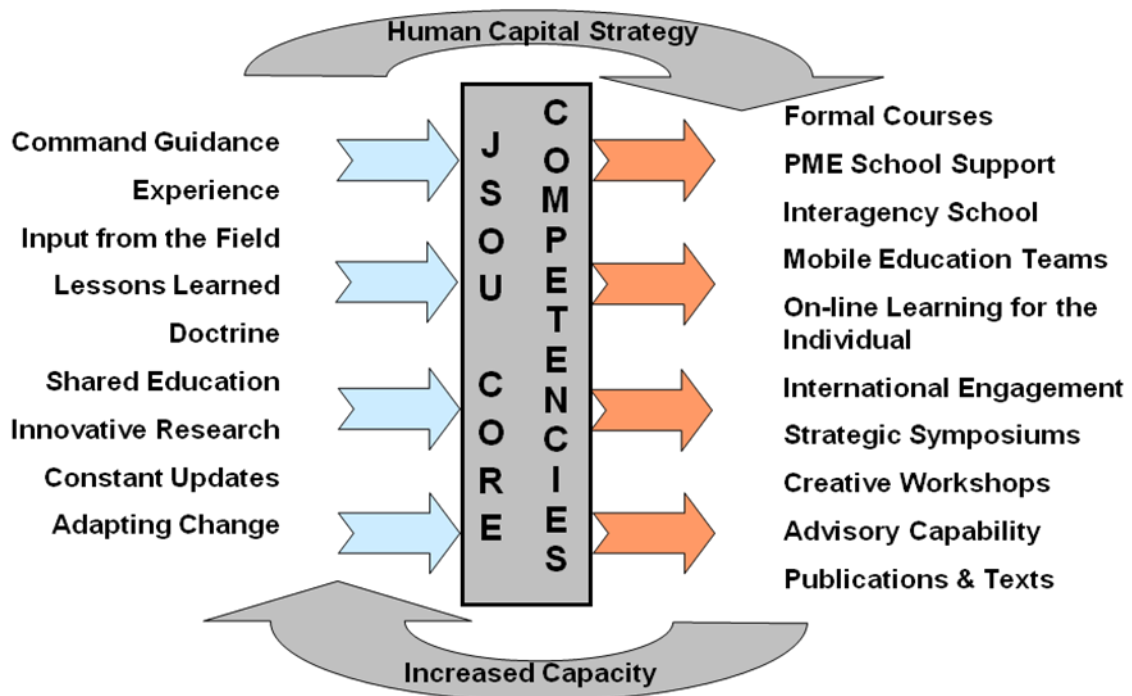 Human Capital Strategy
Command Guidance
Experience
Input from the Field
Lessons Learned
Doctrine
Shared Education
Innovative Research
Constant Updates
Adapting Change
JSOU CORE
COMPETENCIES
Formal Courses
PME School Support
Interagency School
Mobile Education Teams
On-line Learning for the
Individual
International Engagement
Strategic Symposiums
Creative Workshops
Advisory Capability
Publications & Texts
Increased Capacity